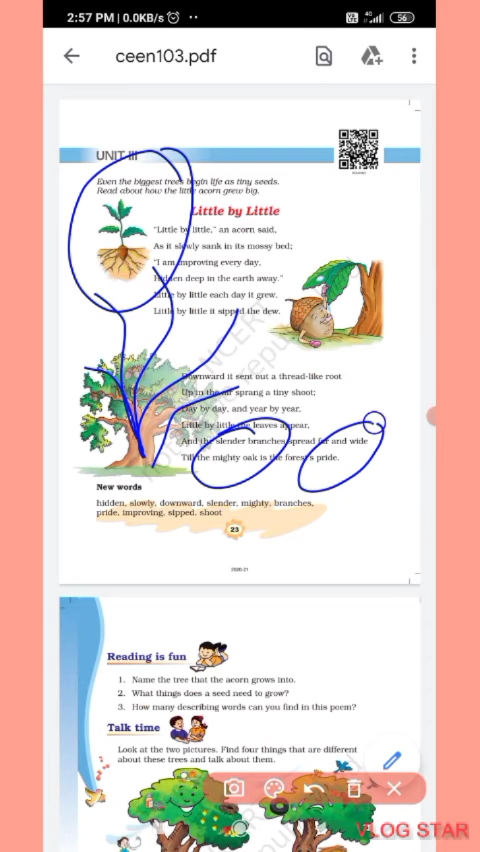 2:57 PM | 0.0KB/s
4G
56
ceen103.pdf
UNIT III
Even the biggest trees begin life as tiny seeds.
Read about how the little acorn grew big.
Little by Little
"Little by little," an acorn said,
As it slowly sank in its mossy bed;
"I am improving every day,
Hidden deep in the earth away."
Little by little each day it grew,
Little by little it sipped the dew.
Downward it sent out a thread-like root
Up in the air sprang a tiny shoot;
Day by day, and year by year,
Little by little the leaves appear,
And the slender branches spread far and wide
Till the mighty oak is the forest's pride.
New words
hidden, slowly, downward, slender, mighty, branches,
pride, improving, sipped, shoot
23
2020-21
Reading is fun
1. Name the tree that the acorn grows into.
2. What things does a seed need to grow?
3. How many describing words can you find in this poem?
Talk time
Look at the two pictures. Find four things that are different
about these trees and talk about them.
VLOG STAR